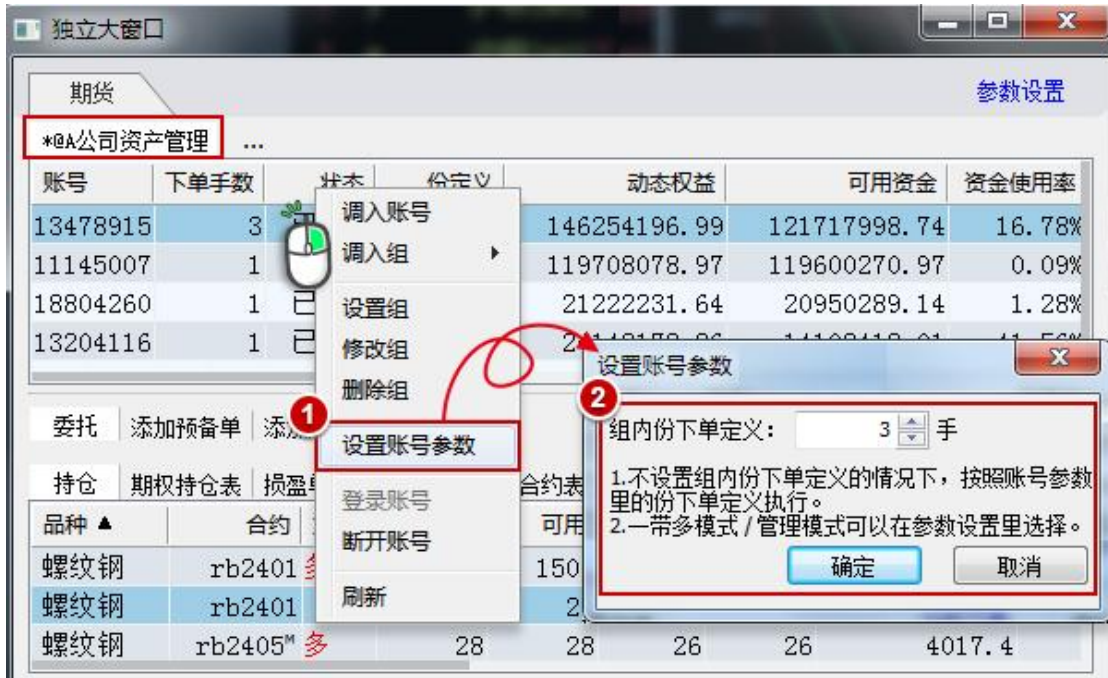 独立大窗口
期货
参数设置
*@A公司资产管理 ...
账号 下单手数 状态 份定义 动态权益 可用资金 资金使用率
13478915 3 146254196.99 121717998.74 16.78%
11145007 1 119708078.97 119600270.97 0.09%
18804260 1 已 21222231.64 20950289.14 1.28%
13204116 1 已
调入账号
调入组
设置组
修改组
删除组
1
设置账号参数
登录账号
断开账号
刷新
设置账号参数
2
组内份下单定义： 3 手
1.不设置组内份下单定义的情况下，按照账号参数
里的份下单定义执行。
2.一带多模式 / 管理模式可以在参数设置里选择。
确定 取消
委托 添加预备单
持仓 期权持仓表 损盈 合约表
品种 ▲ 合约 可用
螺纹钢 rb2401 多 150
螺纹钢 rb2401 2
螺纹钢 rb2405ᴹ 多 28 28 26 26 4017.4